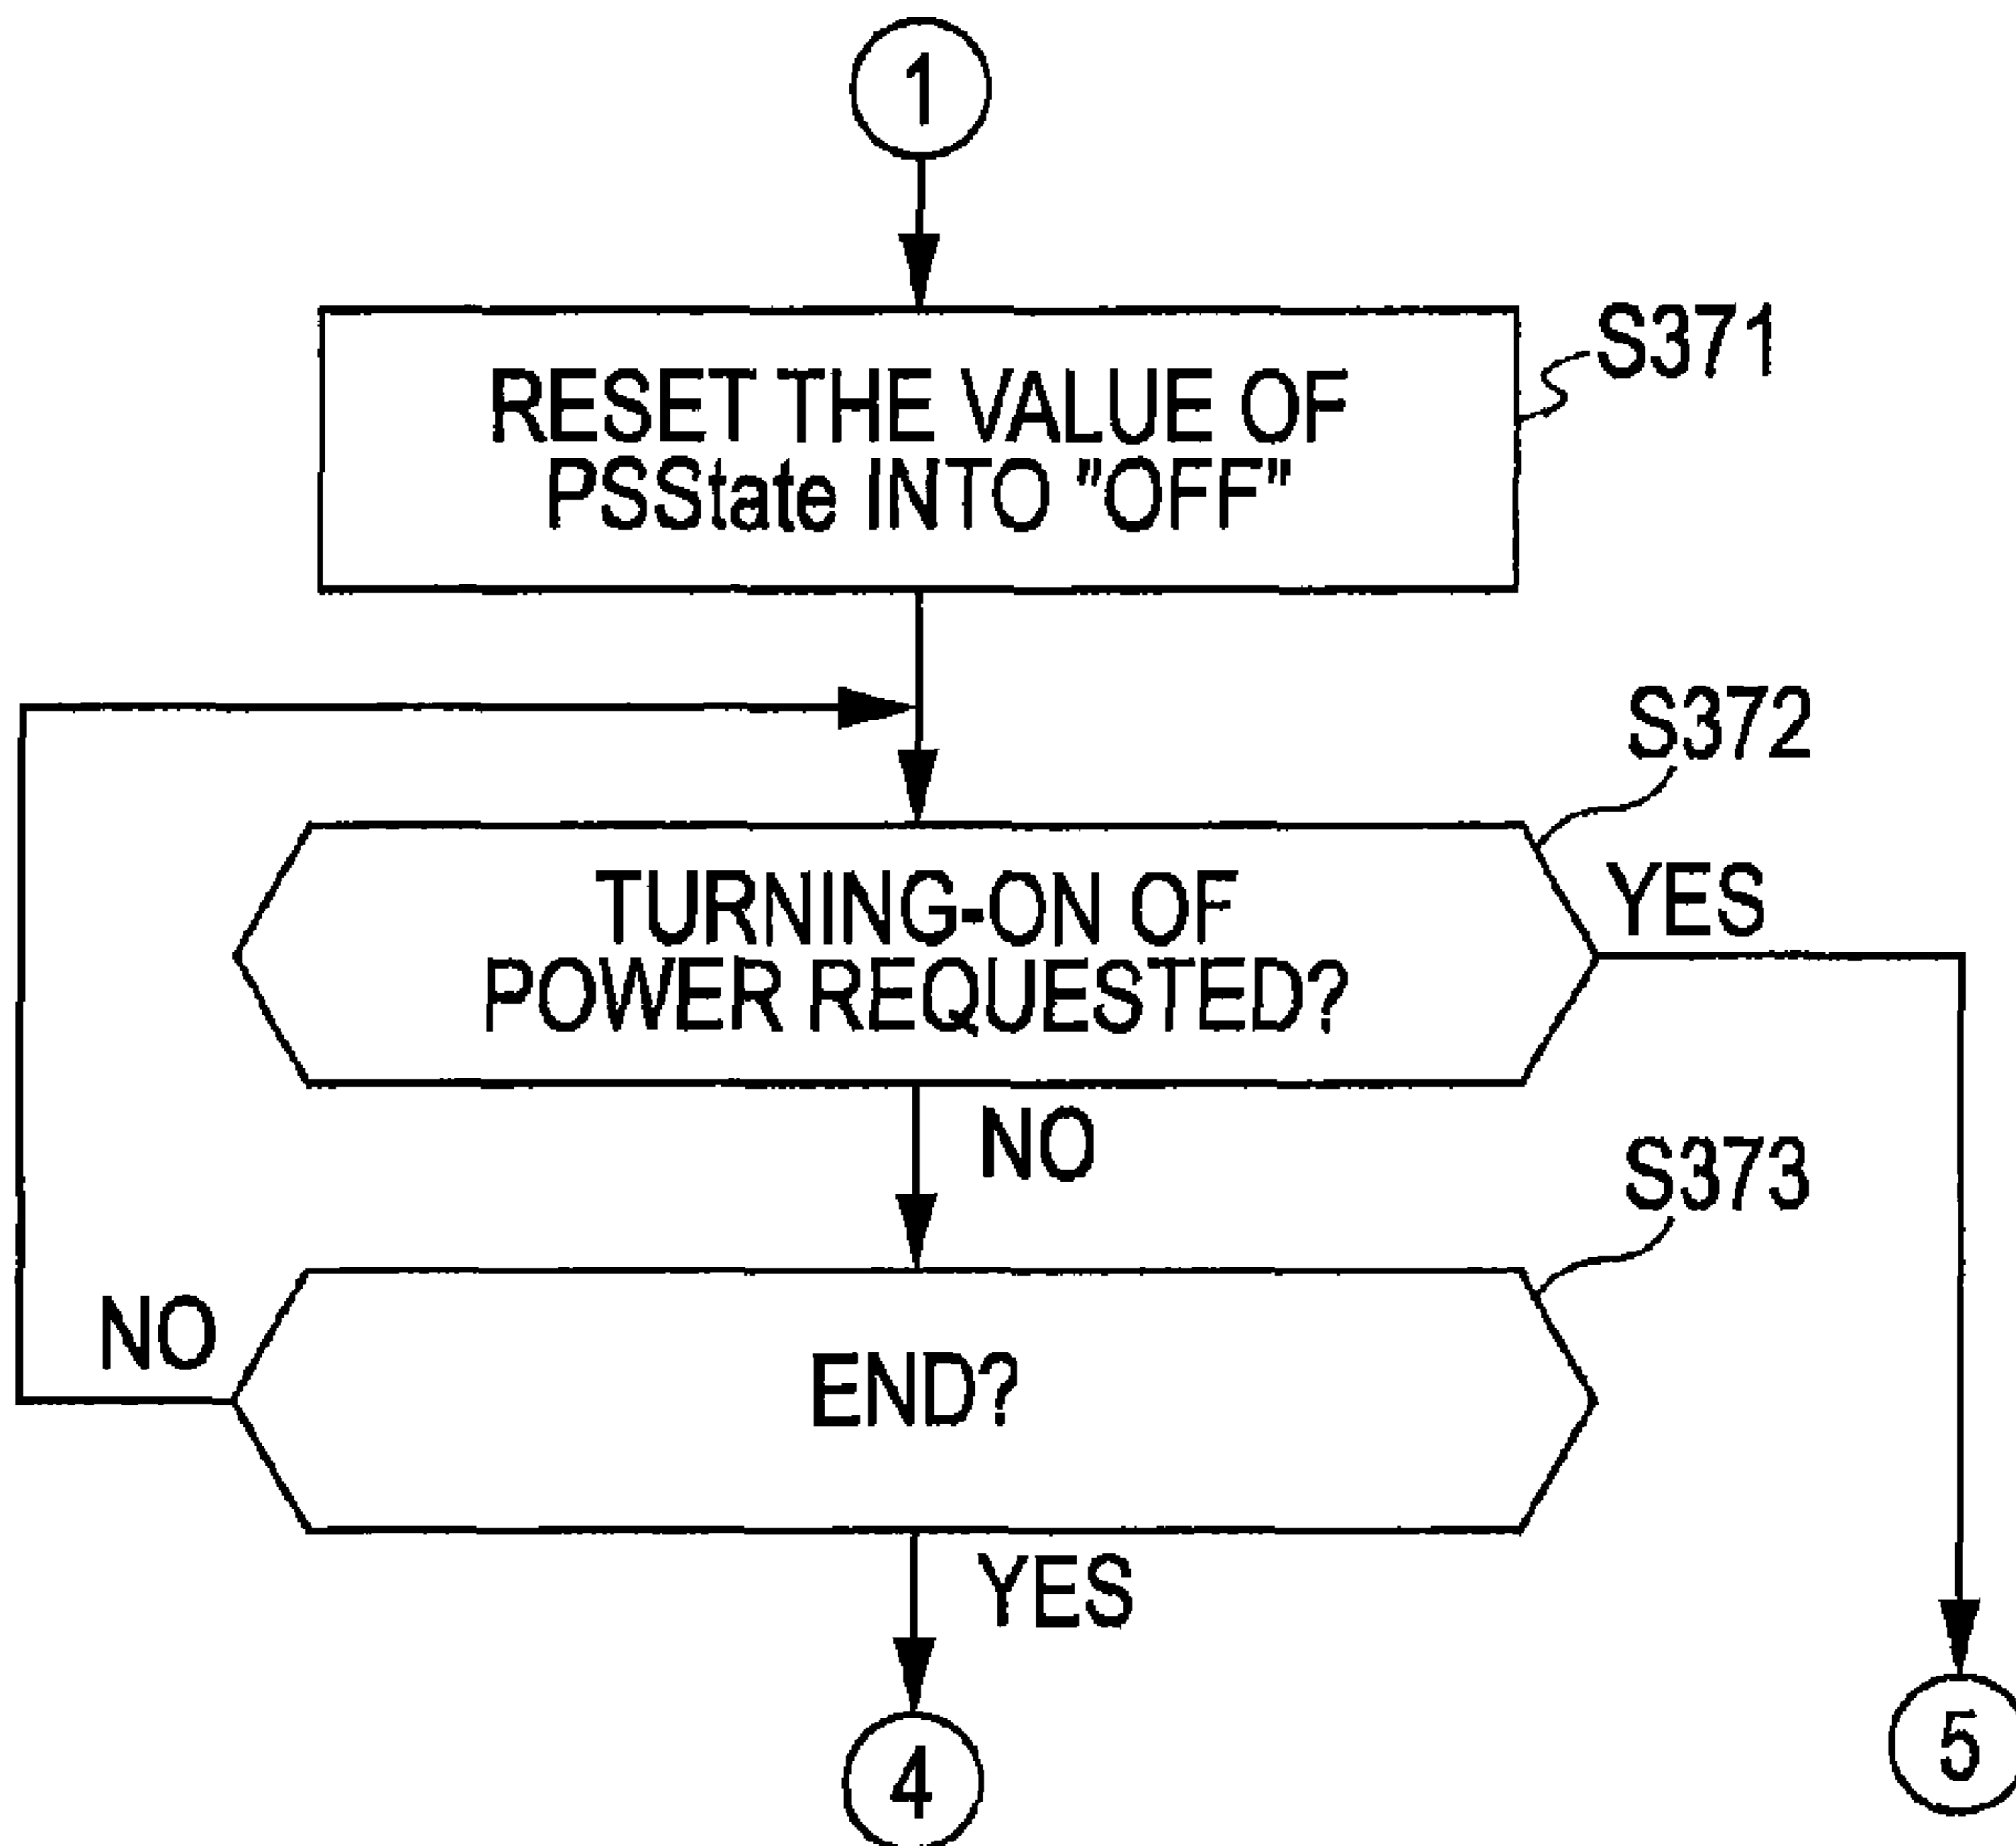 1
S371
RESET THE VALUE OF
PSState INTO "OFF"
S372
TURNING-ON OF
POWER REQUESTED?
YES
NO
S373
END?
NO
YES
4
5